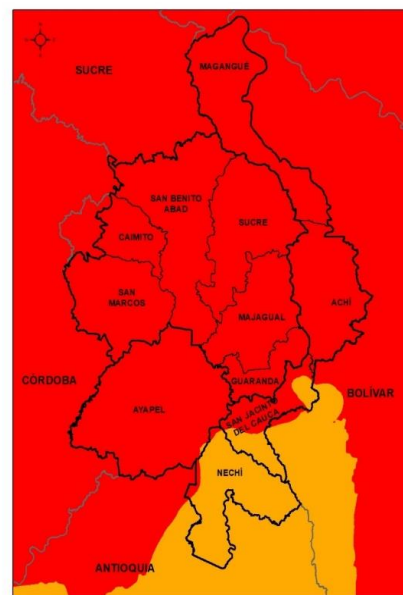 SUCRE
MAGANGUÉ
SAN BENITO
ABAD
SUCRE
CAIMITO
SAN
MARCOS
MAJAGUAL
ACHÍ
CÓRDOBA
GUARANDA
BOLÍVAR
AYAPEL
SAN JACINTO
DEL CAUCA
NECHÍ
ANTIOQUIA